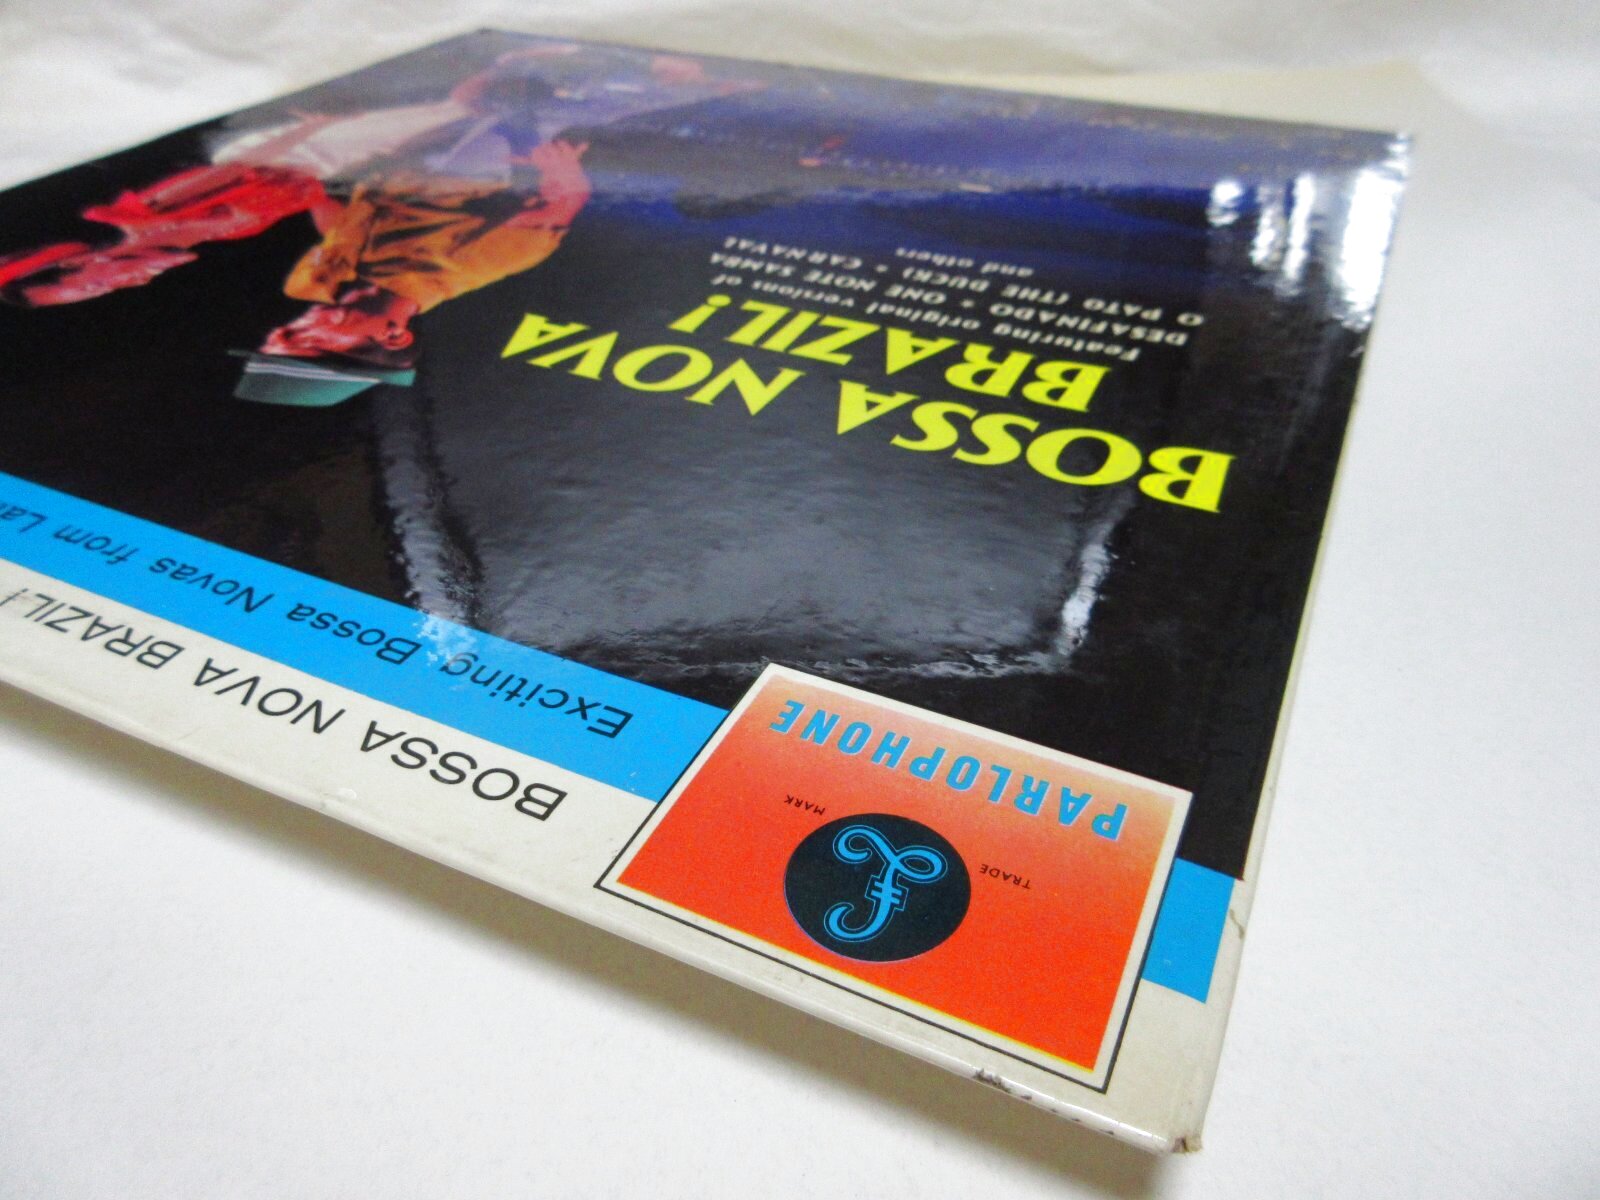 BOSSA NOVA BRAZIL!
Exciting Bossa Novas from
PARLOPHONE
TRADE MARK
£
BOSSA NOVA
BRAZIL!
Featuring original versions of
DESAFINADO • ONE NOTE SAMBA
O PATO (THE DUCK) • CARNAVAL
and others